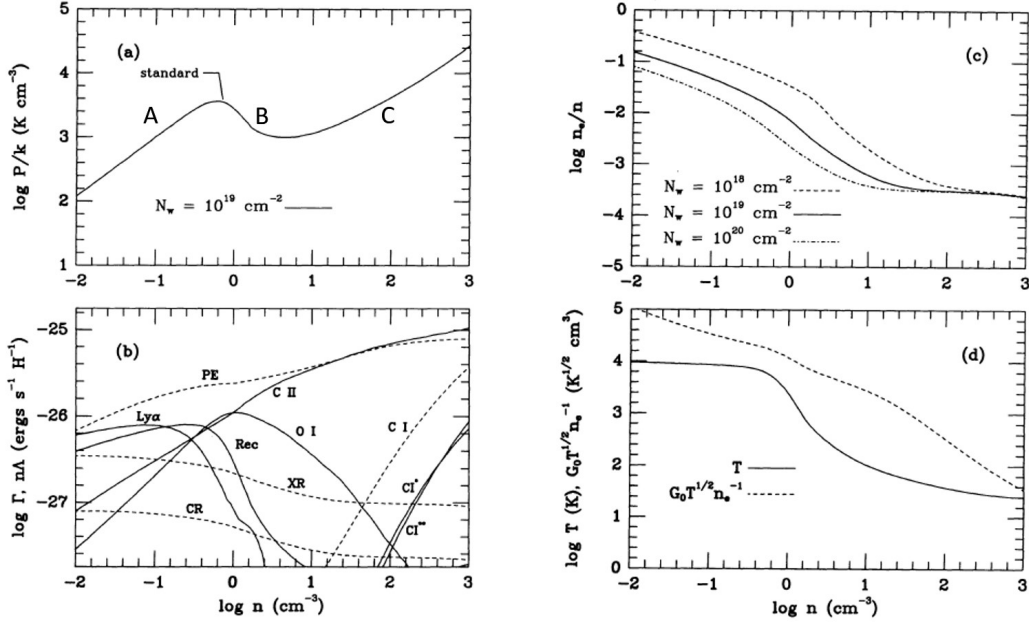 5
4
3
2
1
log P/k (K cm⁻³)
(a)
standard
A B C
N_w = 10¹⁹ cm⁻²
−2 −1 0 1 2 3
−0
−1
−2
−3
−4
−5
log n_e/n
(c)
N_w = 10¹⁸ cm⁻²
N_w = 10¹⁹ cm⁻²
N_w = 10²⁰ cm⁻²
−2 −1 0 1 2 3
−25
−26
−27
log Γ, nΛ (ergs s⁻¹ H⁻¹)
(b)
PE
C II
Lyα
O I
C I
Rec
XR
CI*
CR
CI**
−2 −1 0 1 2 3
log n (cm⁻³)
5
4
3
2
1
0
log T (K), G₀T^{1/2}n_e⁻¹ (K^{1/2} cm³)
(d)
T
G₀T^{1/2}n_e⁻¹
−2 −1 0 1 2 3
log n (cm⁻³)